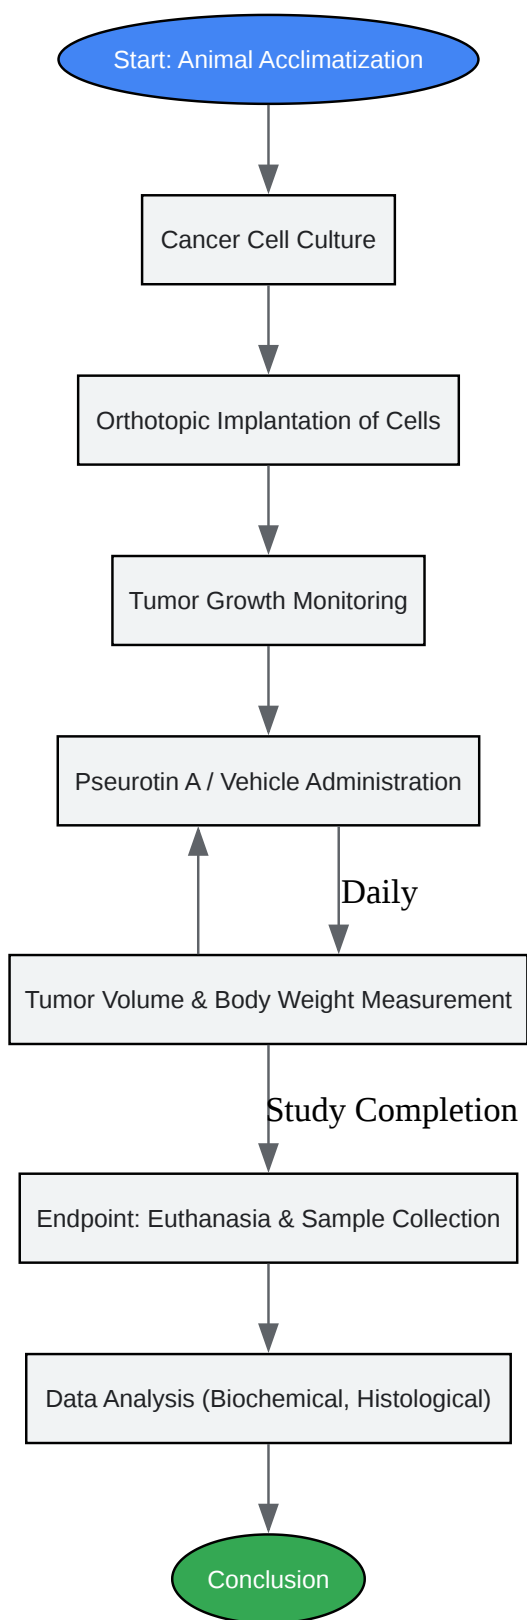 Start: Animal Acclimatization
Cancer Cell Culture
Orthotopic Implantation of Cells
Tumor Growth Monitoring
Pseurotin A / Vehicle Administration
Daily
Tumor Volume & Body Weight Measurement
Study Completion
Endpoint: Euthanasia & Sample Collection
Data Analysis (Biochemical, Histological)
Conclusion